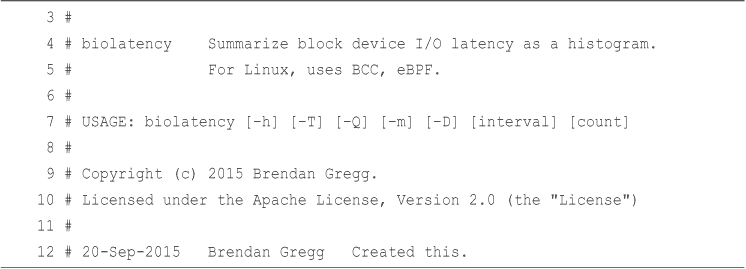 3 #
4 # biolatency    Summarize block device I/O latency as a histogram.
5 #               For Linux, uses BCC, eBPF.
6 #
7 # USAGE: biolatency [-h] [-T] [-Q] [-m] [-D] [interval] [count]
8 #
9 # Copyright (c) 2015 Brendan Gregg.
10 # Licensed under the Apache License, Version 2.0 (the "License")
11 #
12 # 20-Sep-2015   Brendan Gregg   Created this.